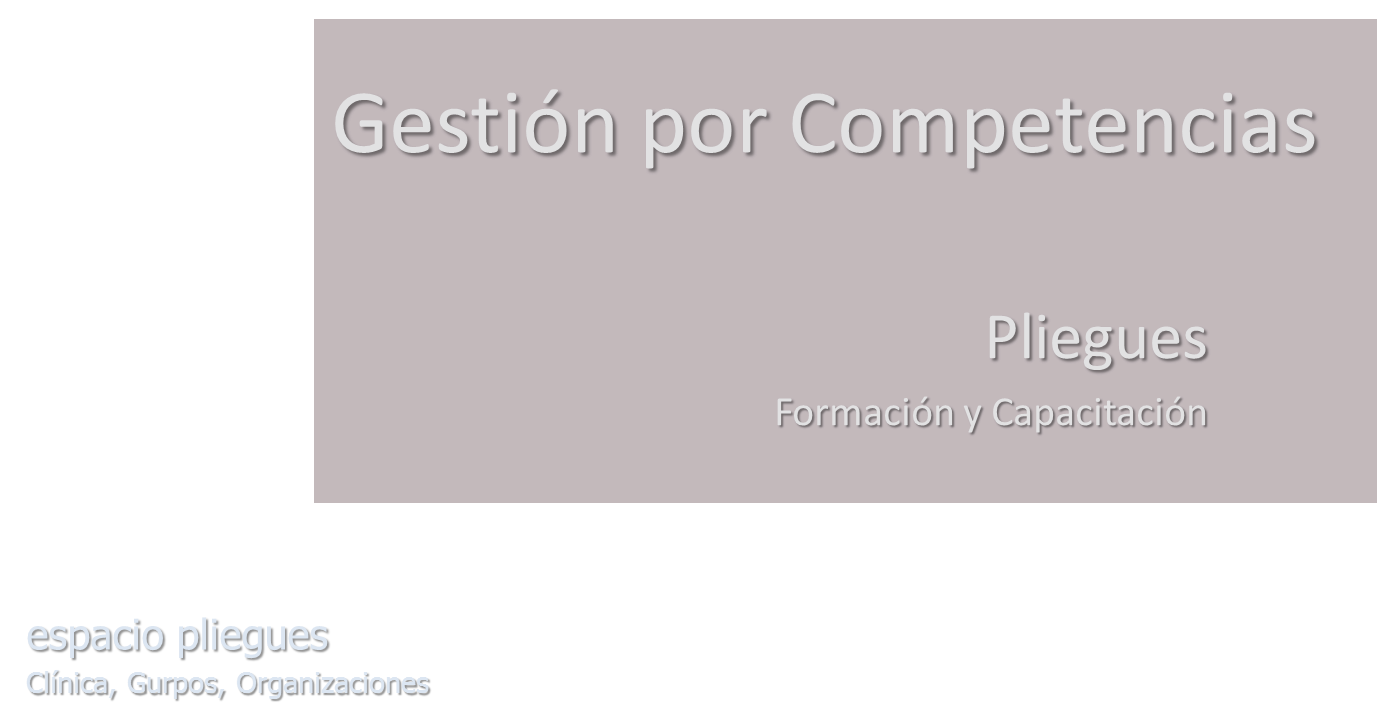 Gestión por Competencias
Pliegues
Formación y Capacitación
espacio pliegues
Clínica, Gurpos, Organizaciones